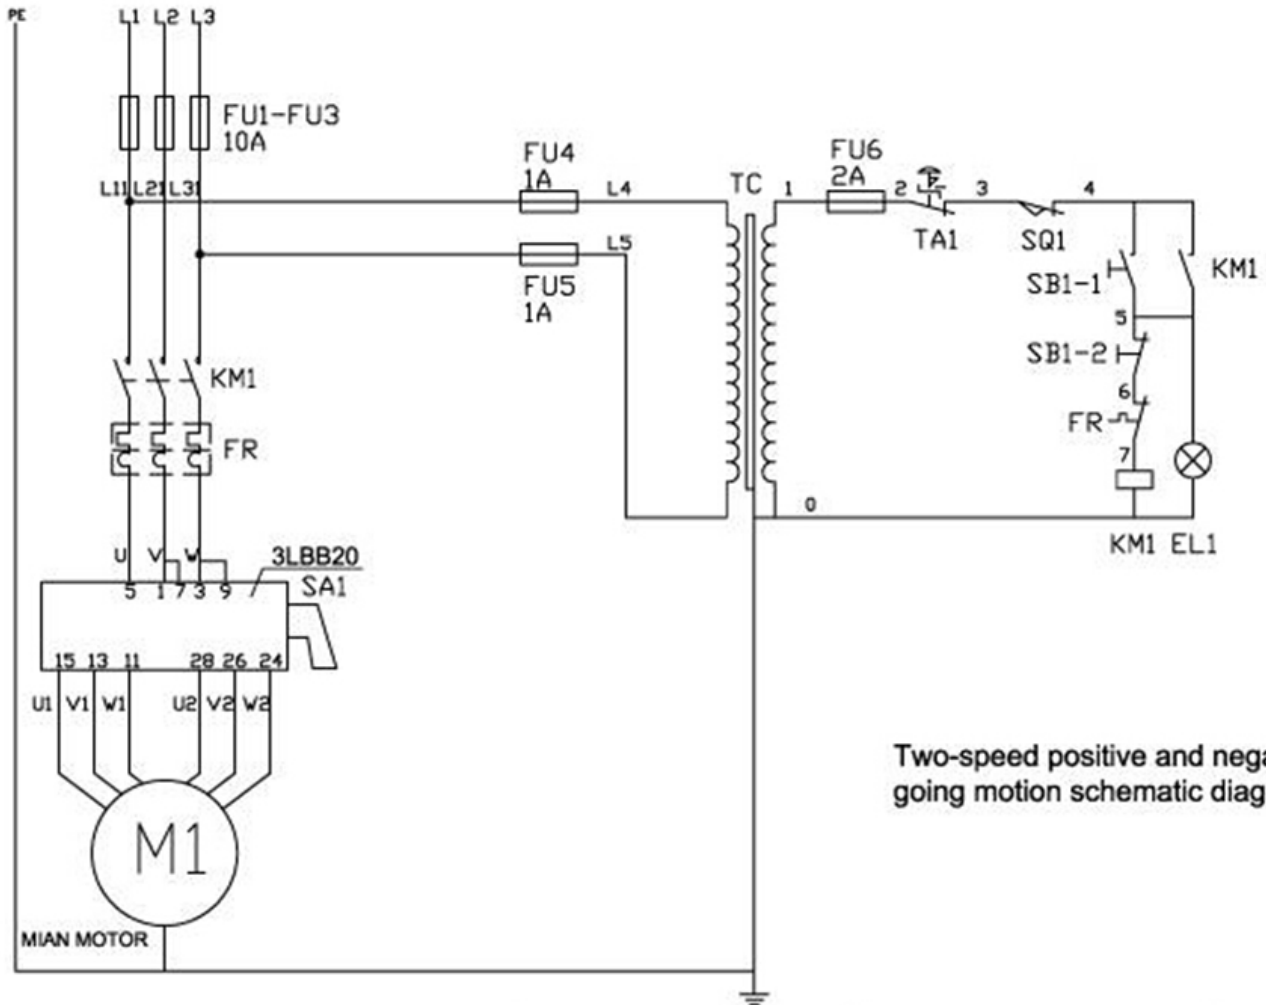 PE
L1 L2 L3
FU1-FU3
10A
L11 L21 L31
FU4
1A
L4
L5
FU5
1A
TC
1
FU6
2A
2
TA1
3
SQ1
4
SB1-1
KM1
5
SB1-2
6
FR
7
0
KM1 EL1
KM1
FR
U V W
3LBB20
SA1
5 1 7 3 9
15 13 11 28 26 24
U1 V1 W1 U2 V2 W2
M1
MIAN MOTOR
Two-speed positive and nega
going motion schematic diag